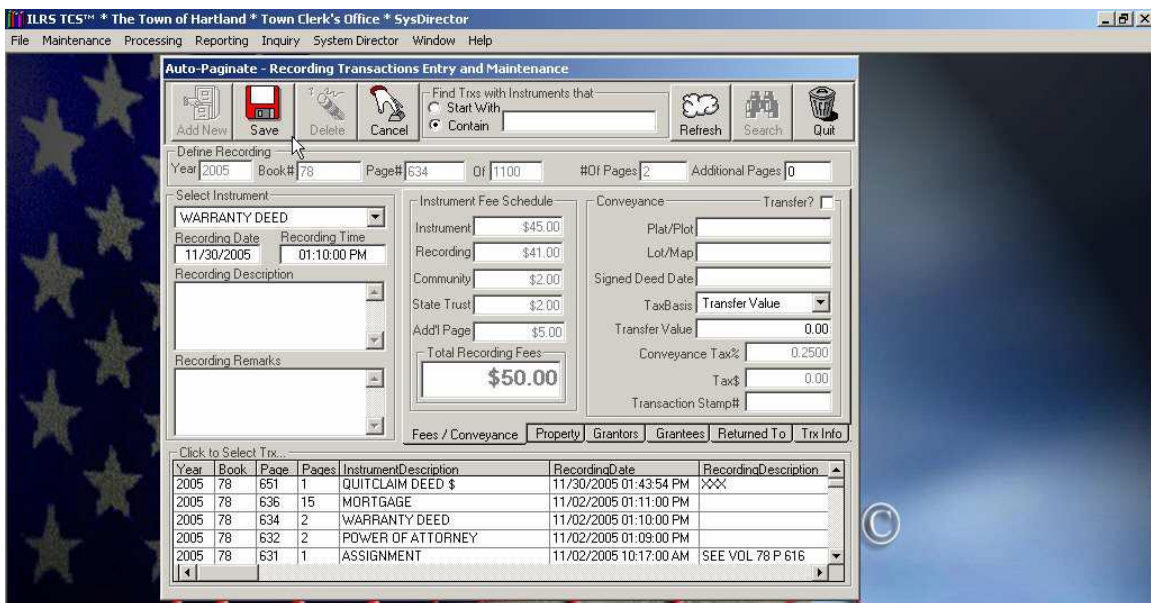 ILRS TCS™ * The Town of Hartland * Town Clerk's Office * SysDirector
File Maintenance Processing Reporting Inquiry System Director Window Help
Auto-Paginate - Recording Transactions Entry and Maintenance
Add New Save Delete Cancel
Find Trxs with Instruments that
Start With
Contain
Refresh Search Quit
Define Recording
Year 2005 Book# 78 Page# 634 Of 1100 #Of Pages 2 Additional Pages 0
Select Instrument
WARRANTY DEED
Recording Date Recording Time
11/30/2005 01:10:00 PM
Recording Description
Recording Remarks
Instrument Fee Schedule
Instrument $45.00
Recording $41.00
Community $2.00
State Trust $2.00
Add'l Page $5.00
Total Recording Fees
$50.00
Conveyance Transfer?
Plat/Plot
Lot/Map
Signed Deed Date
TaxBasis Transfer Value
Transfer Value 0.00
Conveyance Tax% 0.2500
Tax$ 0.00
Transaction Stamp#
Fees / Conveyance Property Grantors Grantees Returned To Trx Info
Click to Select Trx...
Year Book Page Pages InstrumentDescription RecordingDate RecordingDescription
2005 78 651 1 QUITCLAIM DEED $ 11/30/2005 01:43:54 PM XXX
2005 78 636 15 MORTGAGE 11/02/2005 01:11:00 PM
2005 78 634 2 WARRANTY DEED 11/02/2005 01:10:00 PM
2005 78 632 2 POWER OF ATTORNEY 11/02/2005 01:09:00 PM
2005 78 631 1 ASSIGNMENT 11/02/2005 10:17:00 AM SEE VOL 78 P 616
©